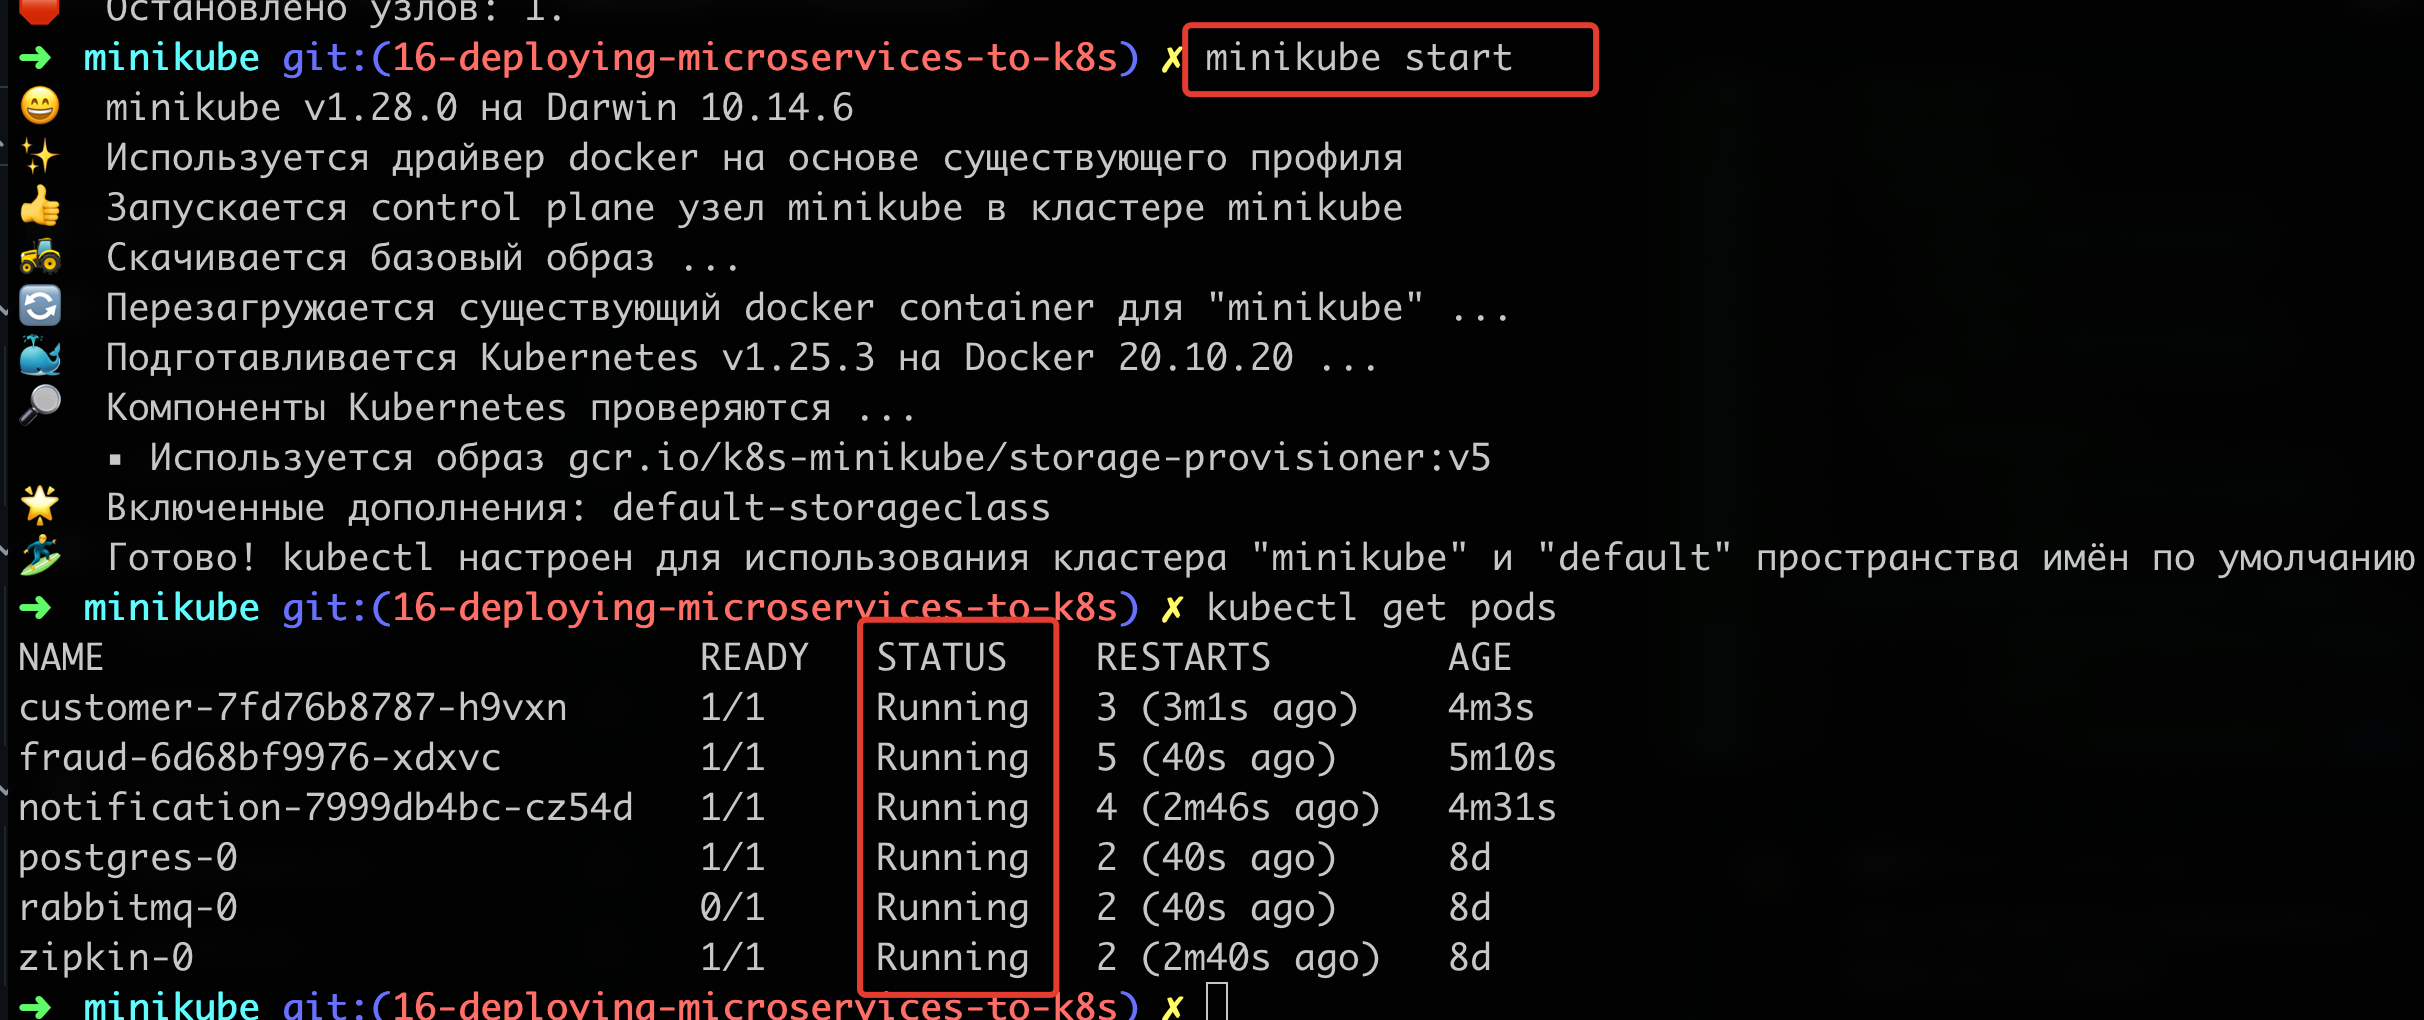 Остановлено узлов: 1.
➜ minikube git:(16-deploying-microservices-to-k8s) ✗ minikube start
😄 minikube v1.28.0 на Darwin 10.14.6
✨ Используется драйвер docker на основе существующего профиля
👍 Запускается control plane узел minikube в кластере minikube
🚜 Скачивается базовый образ ...
🔄 Перезагружается существующий docker container для "minikube" ...
🐳 Подготавливается Kubernetes v1.25.3 на Docker 20.10.20 ...
🔎 Компоненты Kubernetes проверяются ...
▪ Используется образ gcr.io/k8s-minikube/storage-provisioner:v5
🌟 Включенные дополнения: default-storageclass
🏄 Готово! kubectl настроен для использования кластера "minikube" и "default" пространства имён по умолчанию
➜ minikube git:(16-deploying-microservices-to-k8s) ✗ kubectl get pods
NAME READY STATUS RESTARTS AGE
customer-7fd76b8787-h9vxn 1/1 Running 3 (3m1s ago) 4m3s
fraud-6d68bf9976-xdxvc 1/1 Running 5 (40s ago) 5m10s
notification-7999db4bc-cz54d 1/1 Running 4 (2m46s ago) 4m31s
postgres-0 1/1 Running 2 (40s ago) 8d
rabbitmq-0 0/1 Running 2 (40s ago) 8d
zipkin-0 1/1 Running 2 (2m40s ago) 8d
➜ minikube git:(16-deploying-microservices-to-k8s) ✗